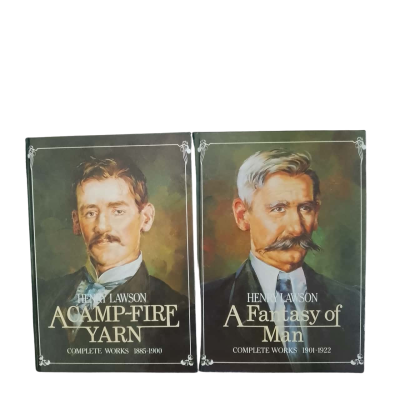 HENRY LAWSON
A CAMP-FIRE
YARN
COMPLETE WORKS 1885-1900
HENRY LAWSON
A Fantasy of
Man
COMPLETE WORKS 1901-1922